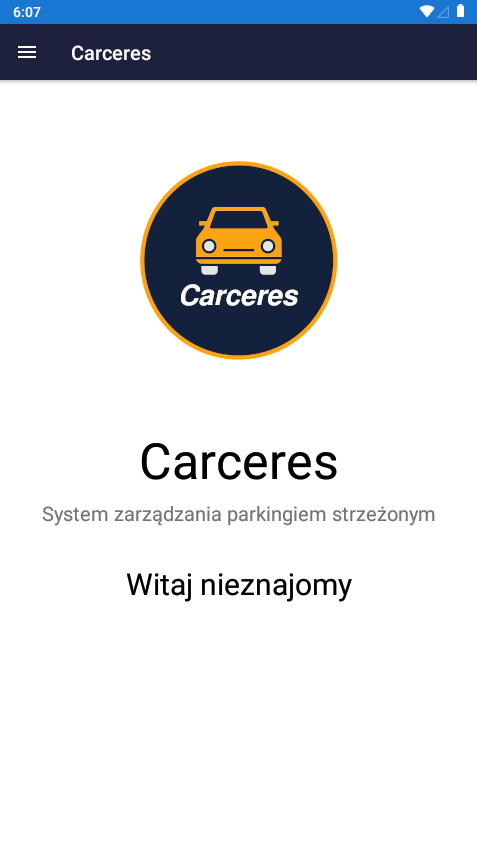 6:07
Carceres
Carceres
Carceres
System zarządzania parkingiem strzeżonym
Witaj nieznajomy